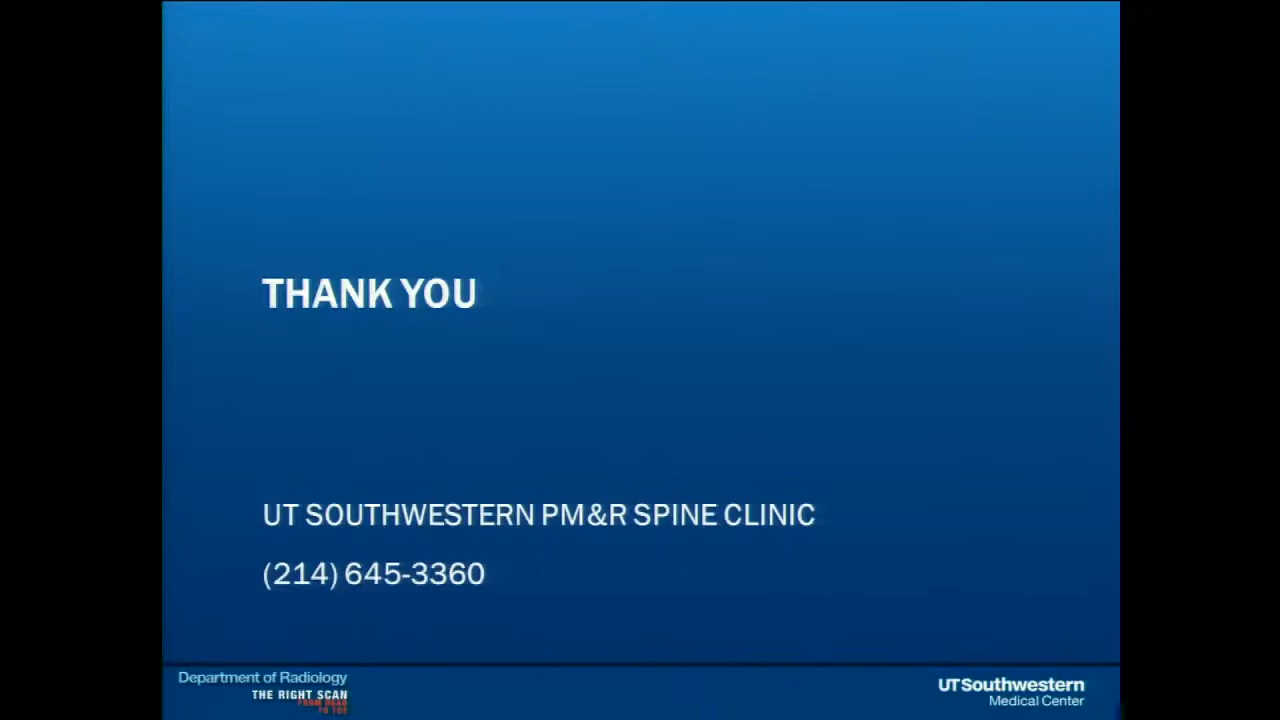 THANK YOU
UT SOUTHWESTERN PM&R SPINE CLINIC
(214) 645-3360
Department of Radiology
THE RIGHT SCAN
FROM HEAD
TO TOE
UTSouthwestern
Medical Center